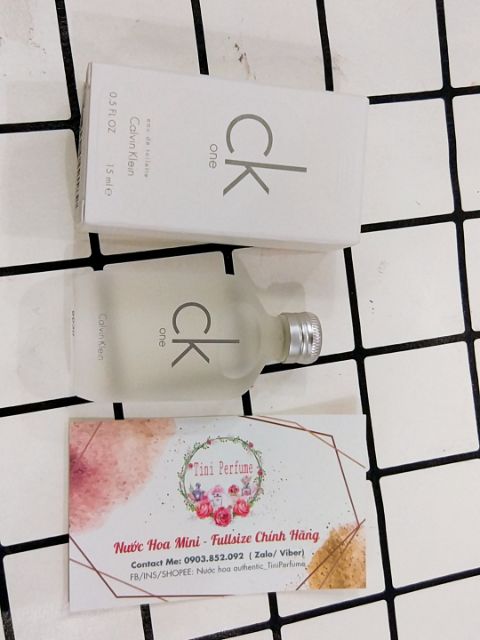 ck
one
eau de toilette
Calvin Klein
0.5 FL OZ 15 ml e
ck
one
Calvin Klein
Tini Perfume
Nước Hoa Mini - Fullsize Chính Hãng
Contact Me: 0903.852.092 ( Zalo/ Viber)
FB/INS/SHOPEE: Nước hoa authentic_TiniPerfume